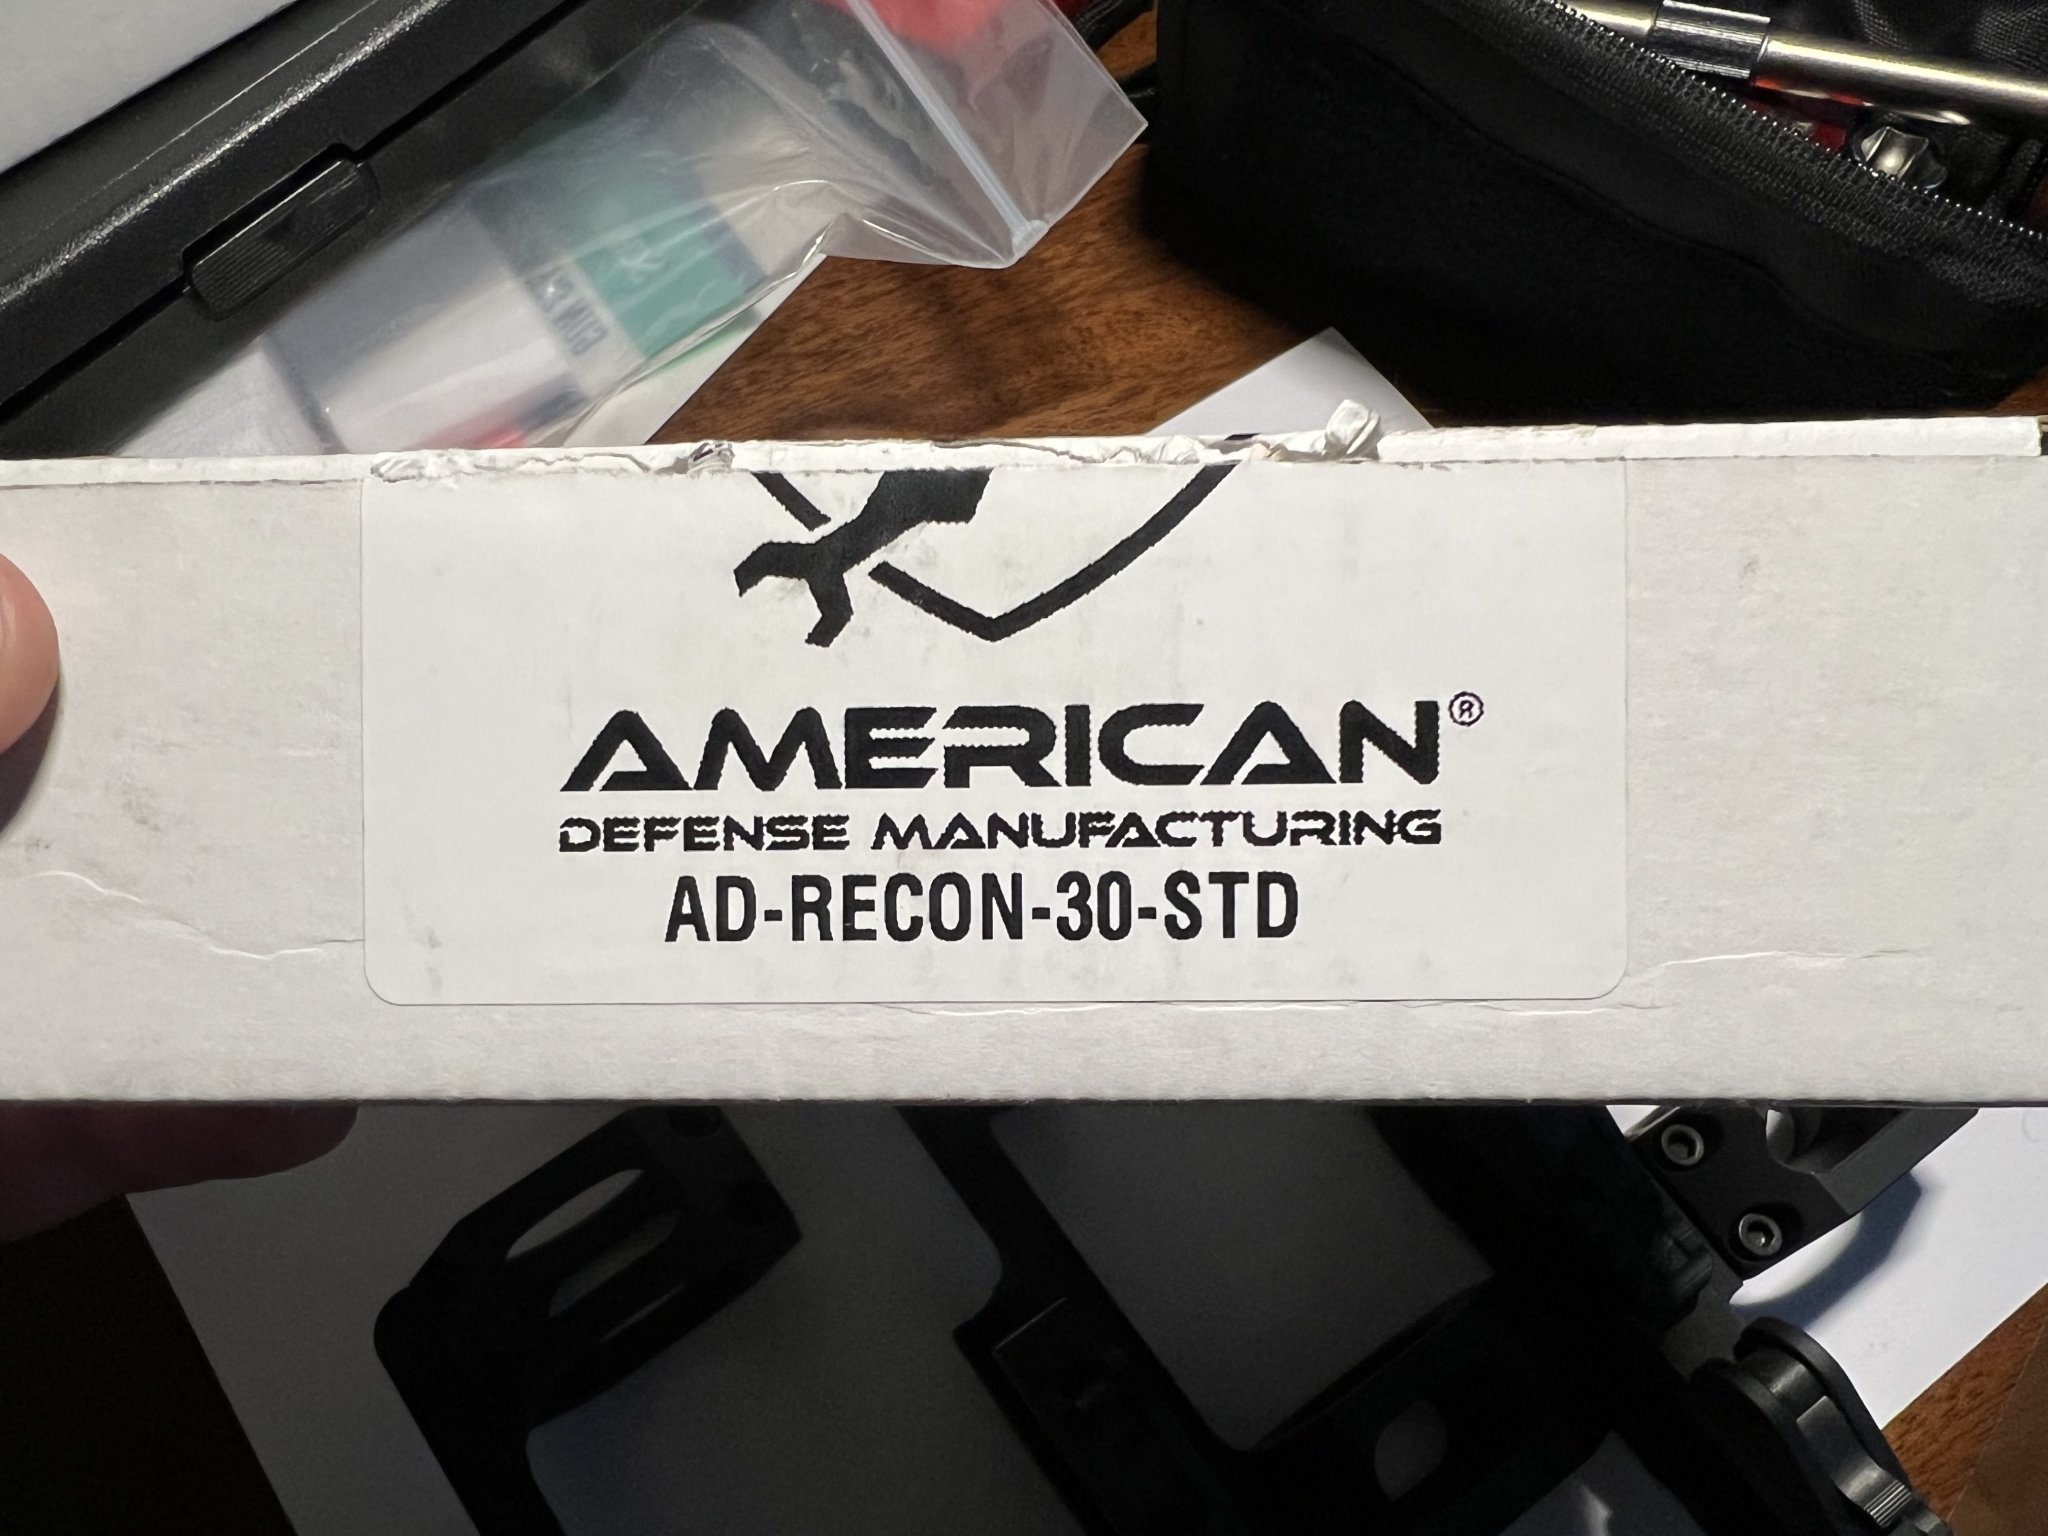 AMERICAN®
DEFENSE MANUFACTURING
AD-RECON-30-STD